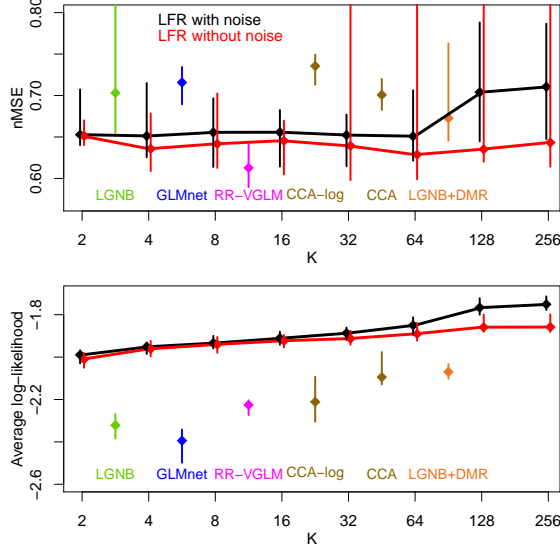 0.80
0.70
0.60
nMSE
LFR with noise
LFR without noise
LGNB GLMnet RR−VGLM CCA−log CCA LGNB+DMR
2 4 8 16 32 64 128 256
K
−1.8
−2.2
−2.6
Average log−likelihood
LGNB GLMnet RR−VGLM CCA−log CCA LGNB+DMR
2 4 8 16 32 64 128 256
K